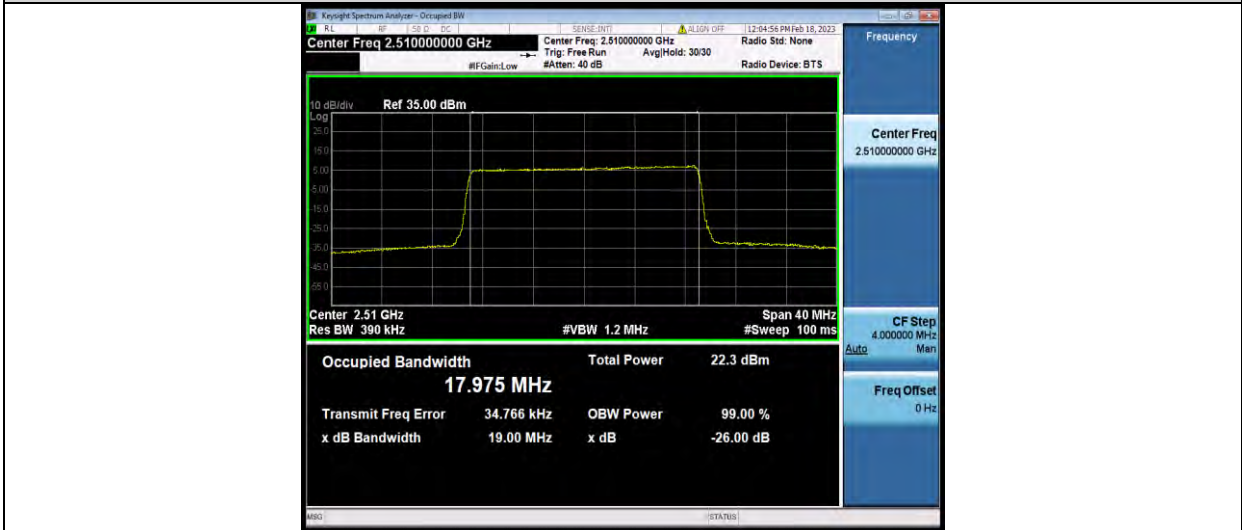 Keysight Spectrum Analyzer - Occupied BW
RL RF 50 Ω DC SENSE:INT ALIGN OFF 12:04:56 PM Feb 18, 2023
Center Freq 2.510000000 GHz
Center Freq: 2.510000000 GHz
Radio Std: None
Trig: Free Run Avg|Hold: 30/30
#IFGain:Low #Atten: 40 dB Radio Device: BTS
Frequency
10 dB/div Ref 35.00 dBm
Log
25.0
15.0
5.00
-5.00
-15.0
-25.0
-35.0
-45.0
-55.0
Center 2.51 GHz Span 40 MHz
Res BW 390 kHz #VBW 1.2 MHz #Sweep 100 ms
Center Freq
2.510000000 GHz
CF Step
4.000000 MHz
Auto Man
Freq Offset
0 Hz
Occupied Bandwidth Total Power 22.3 dBm
17.975 MHz
Transmit Freq Error 34.766 kHz OBW Power 99.00 %
x dB Bandwidth 19.00 MHz x dB -26.00 dB
MSG STATUS